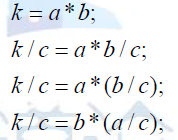 k = a * b;
k / c = a * b / c;
k / c = a * (b / c);
k / c = b * (a / c);